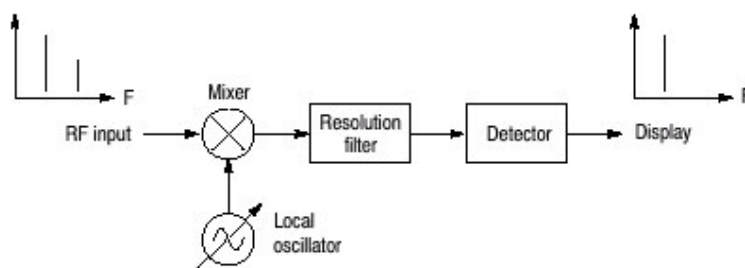 F
Mixer
RF input
Resolution
filter
Detector
Display
Local
oscillator